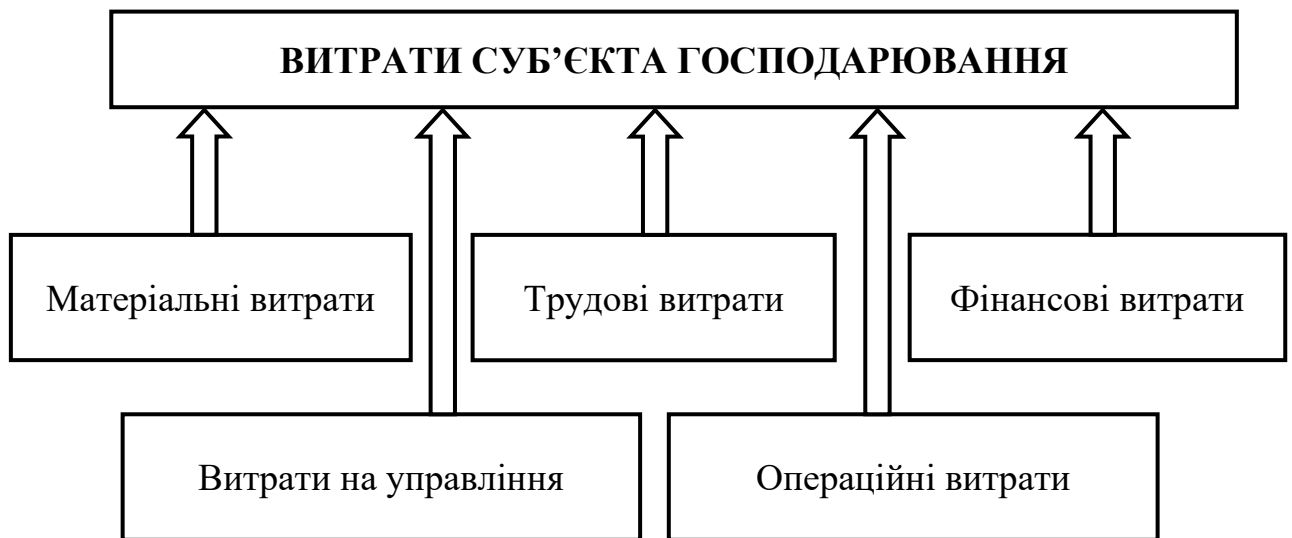 ВИТРАТИ СУБ’ЄКТА ГОСПОДАРЮВАННЯ
Матеріальні витрати
Трудові витрати
Фінансові витрати
Витрати на управління
Операційні витрати